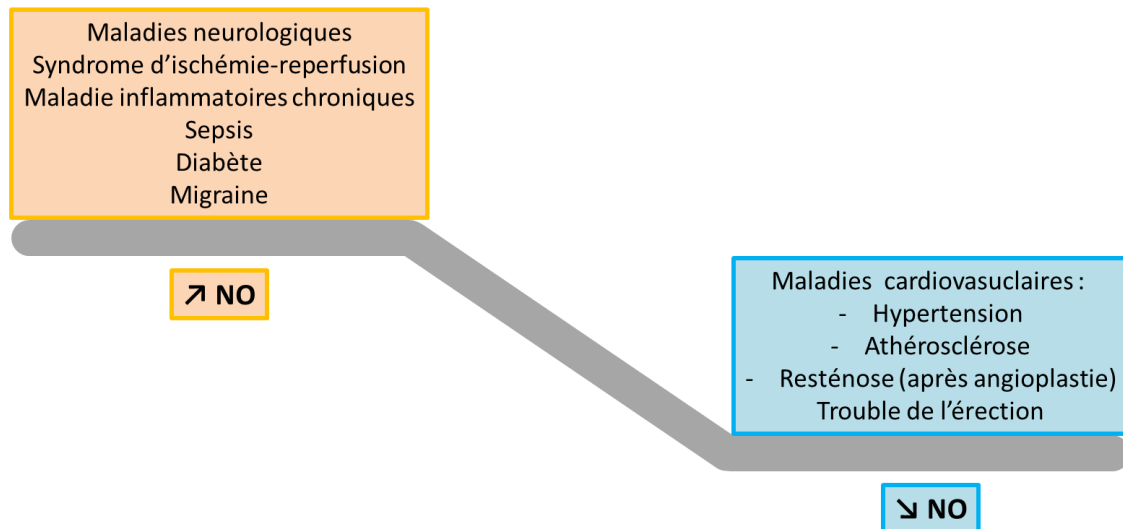 Maladies neurologiques
Syndrome d’ischémie-reperfusion
Maladie inflammatoires chroniques
Sepsis
Diabète
Migraine
↗ NO
Maladies cardiovasuclaires :
- Hypertension
- Athérosclérose
- Resténose (après angioplastie)
Trouble de l’érection
↘ NO